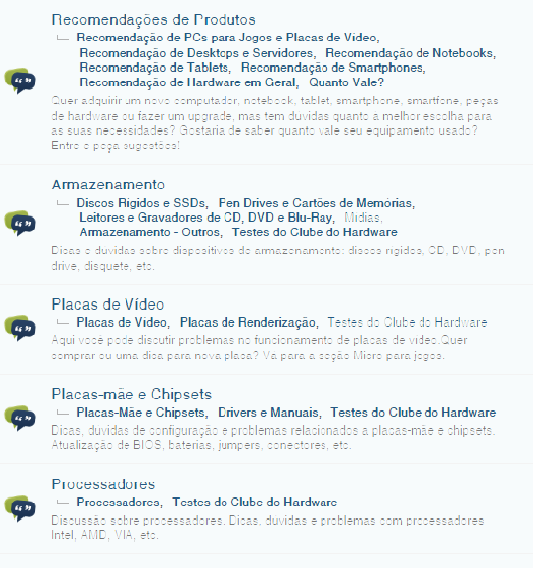 Recomendações de Produtos
Recomendação de PCs para Jogos e Placas de Vídeo,
Recomendação de Desktops e Servidores, Recomendação de Notebooks,
Recomendação de Tablets, Recomendação de Smartphones,
Recomendação de Hardware em Geral, Quanto Vale?
Quer adquirir um novo computador, notebook, tablet, smartphone, smartfone, peças
de hardware ou fazer um upgrade, mas tem dúvidas quanto a melhor escolha para
as suas necessidades? Gostaria de saber quanto vale seu equipamento usado?
Entre e peça sugestões!
Armazenamento
Discos Rígidos e SSDs, Pen Drives e Cartões de Memórias,
Leitores e Gravadores de CD, DVD e Blu-Ray, Mídias,
Armazenamento - Outros, Testes do Clube do Hardware
Dicas e dúvidas sobre dispositivos de armazenamento: discos rígidos, CD, DVD, pen
drive, disquete, etc.
Placas de Vídeo
Placas de Vídeo, Placas de Renderização, Testes do Clube do Hardware
Aqui você pode discutir problemas no funcionamento de placas de vídeo.Quer
comprar ou uma dica para nova placa? Vá para a seção Micro para jogos.
Placas-mãe e Chipsets
Placas-Mãe e Chipsets, Drivers e Manuais, Testes do Clube do Hardware
Dicas, dúvidas de configuração e problemas relacionados a placas-mãe e chipsets.
Atualização de BIOS, baterias, jumpers, conectores, etc.
Processadores
Processadores, Testes do Clube do Hardware
Discussão sobre processadores. Dicas, dúvidas e problemas com processadores
Intel, AMD, VIA, etc.